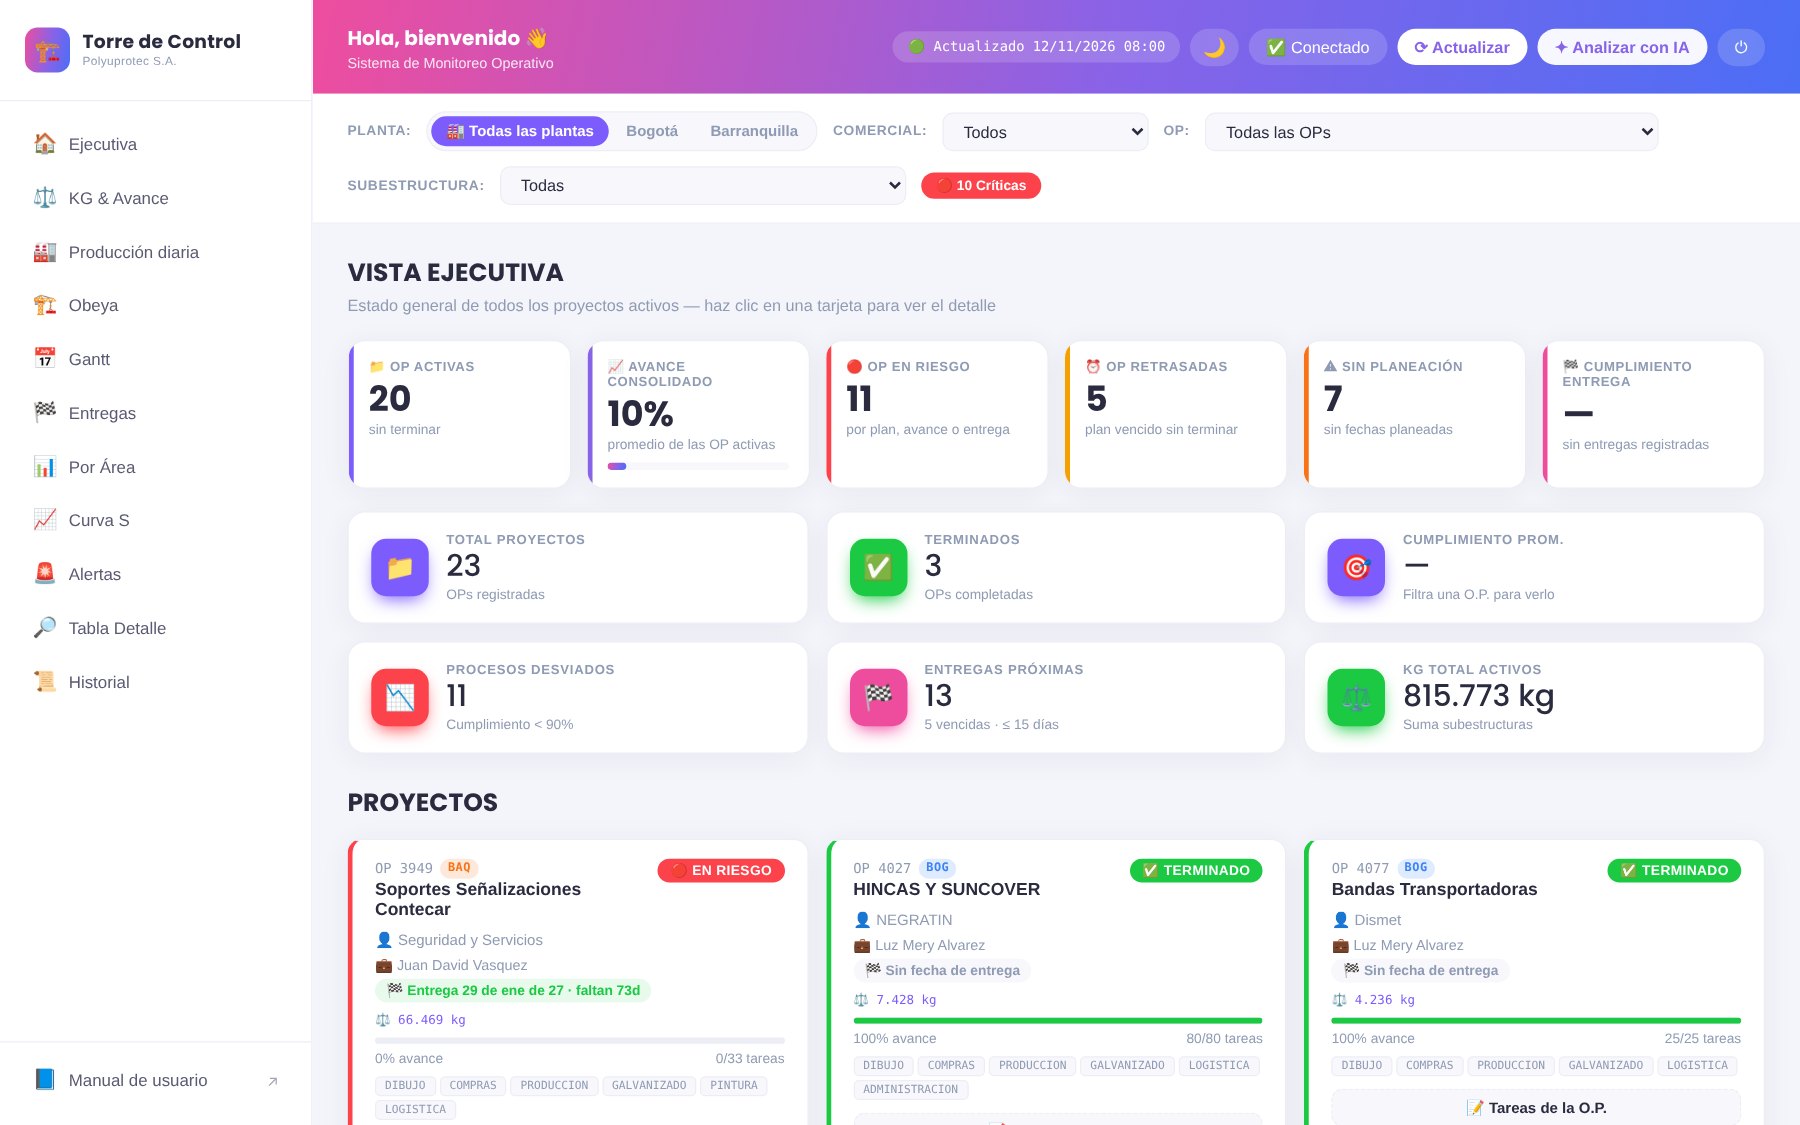 Torre de Control
Polyuprotec S.A.
Ejecutiva
KG & Avance
Producción diaria
Obeya
Gantt
Entregas
Por Área
Curva S
Alertas
Tabla Detalle
Historial
Manual de usuario ↗
Hola, bienvenido 👋
Sistema de Monitoreo Operativo
Actualizado 12/11/2026 08:00
✅ Conectado
⟳ Actualizar
✦ Analizar con IA
PLANTA:
Todas las plantas
Bogotá
Barranquilla
COMERCIAL:
Todos
OP:
Todas las OPs
SUBESTRUCTURA:
Todas
10 Críticas
VISTA EJECUTIVA
Estado general de todos los proyectos activos — haz clic en una tarjeta para ver el detalle
OP ACTIVAS
20
sin terminar
AVANCE
CONSOLIDADO
10%
promedio de las OP activas
OP EN RIESGO
11
por plan, avance o entrega
OP RETRASADAS
5
plan vencido sin terminar
SIN PLANEACIÓN
7
sin fechas planeadas
CUMPLIMIENTO
ENTREGA
—
sin entregas registradas
TOTAL PROYECTOS
23
OPs registradas
TERMINADOS
3
OPs completadas
CUMPLIMIENTO PROM.
—
Filtra una O.P. para verlo
PROCESOS DESVIADOS
11
Cumplimiento < 90%
ENTREGAS PRÓXIMAS
13
5 vencidas · ≤ 15 días
KG TOTAL ACTIVOS
815.773 kg
Suma subestructuras
PROYECTOS
OP 3949 BAQ
EN RIESGO
Soportes Señalizaciones
Contecar
Seguridad y Servicios
Juan David Vasquez
Entrega 29 de ene de 27 · faltan 73d
66.469 kg
0% avance 0/33 tareas
DIBUJO COMPRAS PRODUCCION GALVANIZADO PINTURA
LOGISTICA
OP 4027 BOG
TERMINADO
HINCAS Y SUNCOVER
NEGRATIN
Luz Mery Alvarez
Sin fecha de entrega
7.428 kg
100% avance 80/80 tareas
DIBUJO COMPRAS PRODUCCION GALVANIZADO LOGISTICA
ADMINISTRACION
OP 4077 BOG
TERMINADO
Bandas Transportadoras
Dismet
Luz Mery Alvarez
Sin fecha de entrega
4.236 kg
100% avance 25/25 tareas
DIBUJO COMPRAS PRODUCCION GALVANIZADO LOGISTICA
Tareas de la O.P.